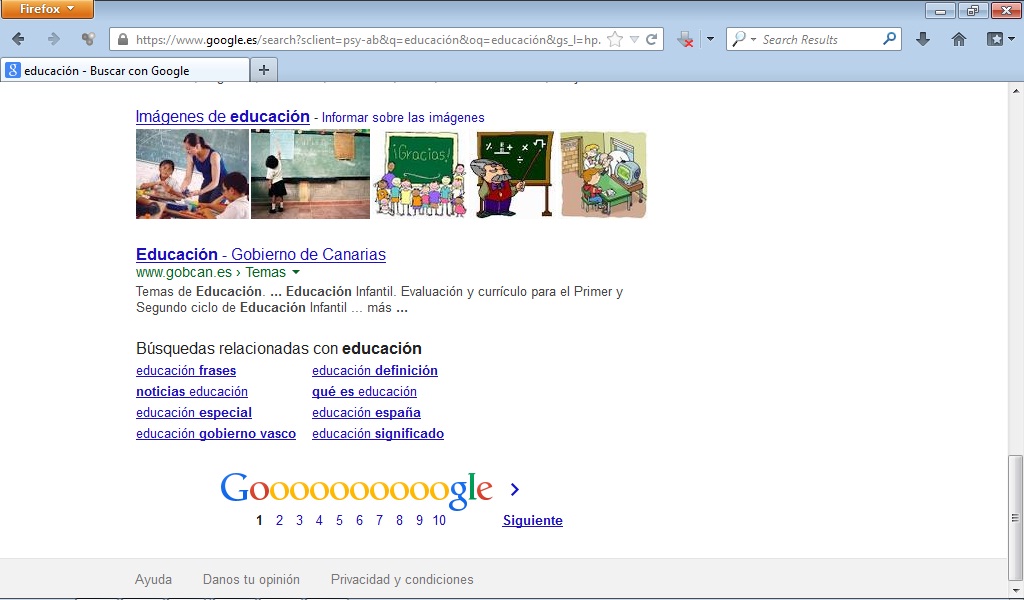 Firefox
https://www.google.es/search?sclient=psy-ab&q=educación&oq=educación&gs_l=hp.
Search Results
educación - Buscar con Google
Imágenes de educación - Informar sobre las imágenes
¡Gracias!
Educación - Gobierno de Canarias
www.gobcan.es › Temas
Temas de Educación. ... Educación Infantil. Evaluación y currículo para el Primer y
Segundo ciclo de Educación Infantil ... más ...
Búsquedas relacionadas con educación
educación frases educación definición
noticias educación qué es educación
educación especial educación españa
educación gobierno vasco educación significado
Goooooooooogle
1 2 3 4 5 6 7 8 9 10 Siguiente
Ayuda Danos tu opinión Privacidad y condiciones